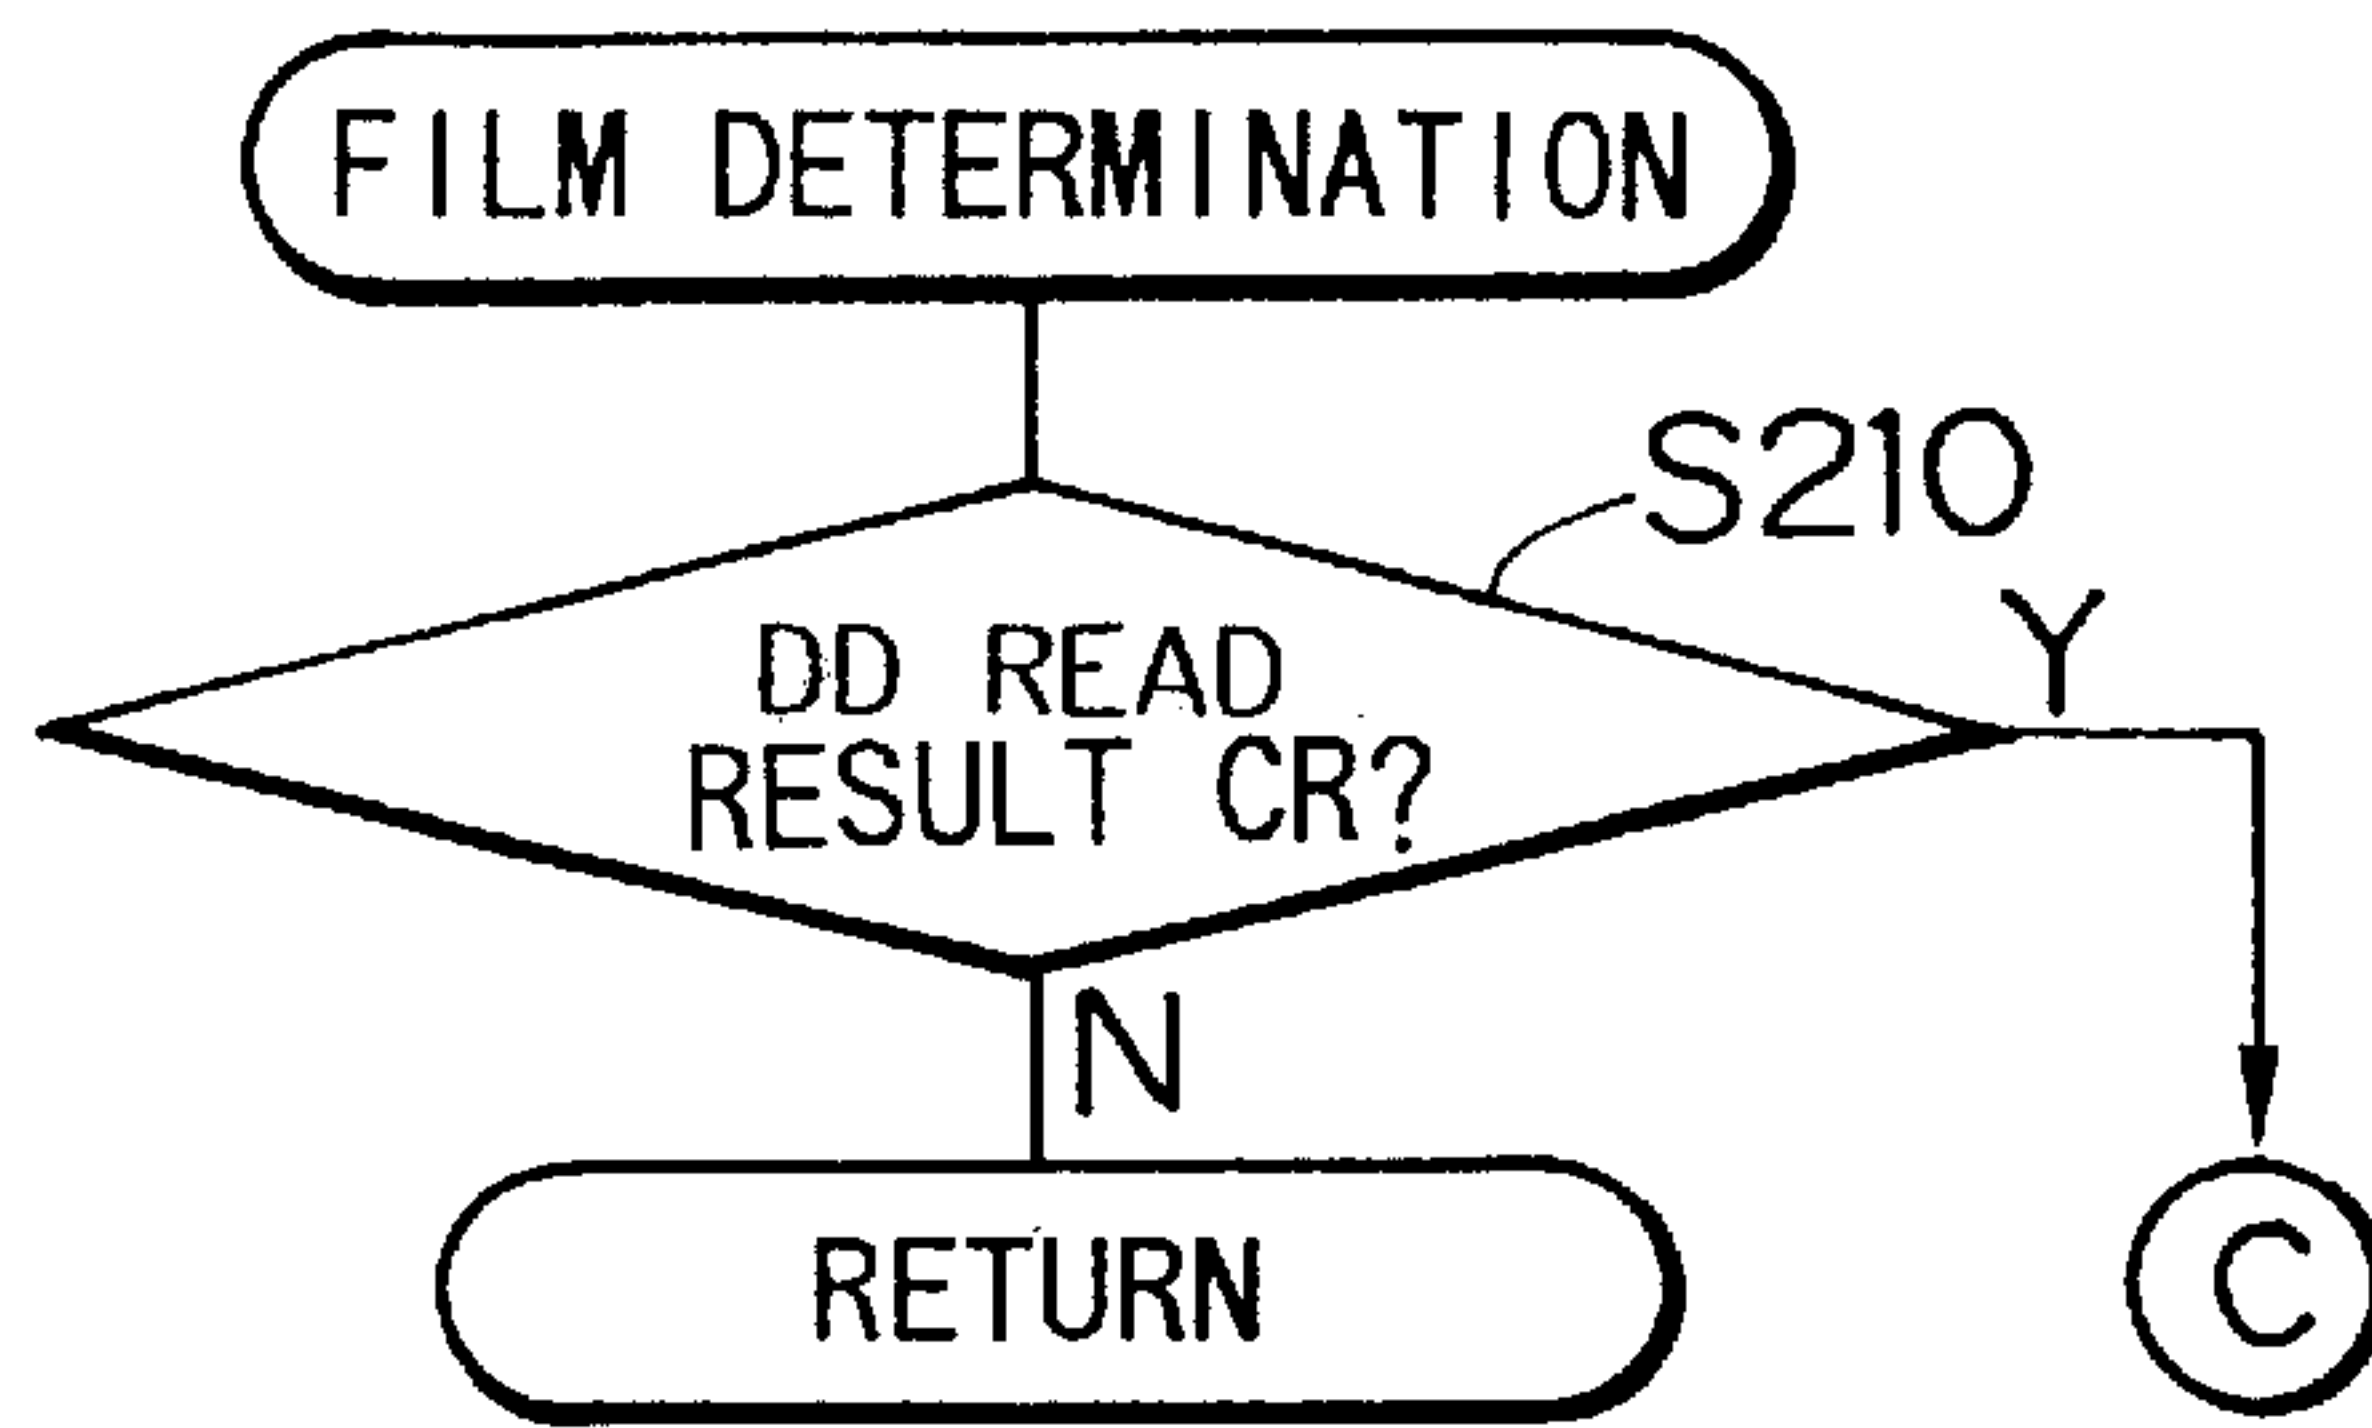 FILM DETERMINATION
S210
DD READ
RESULT CR?
Y
N
RETURN
C